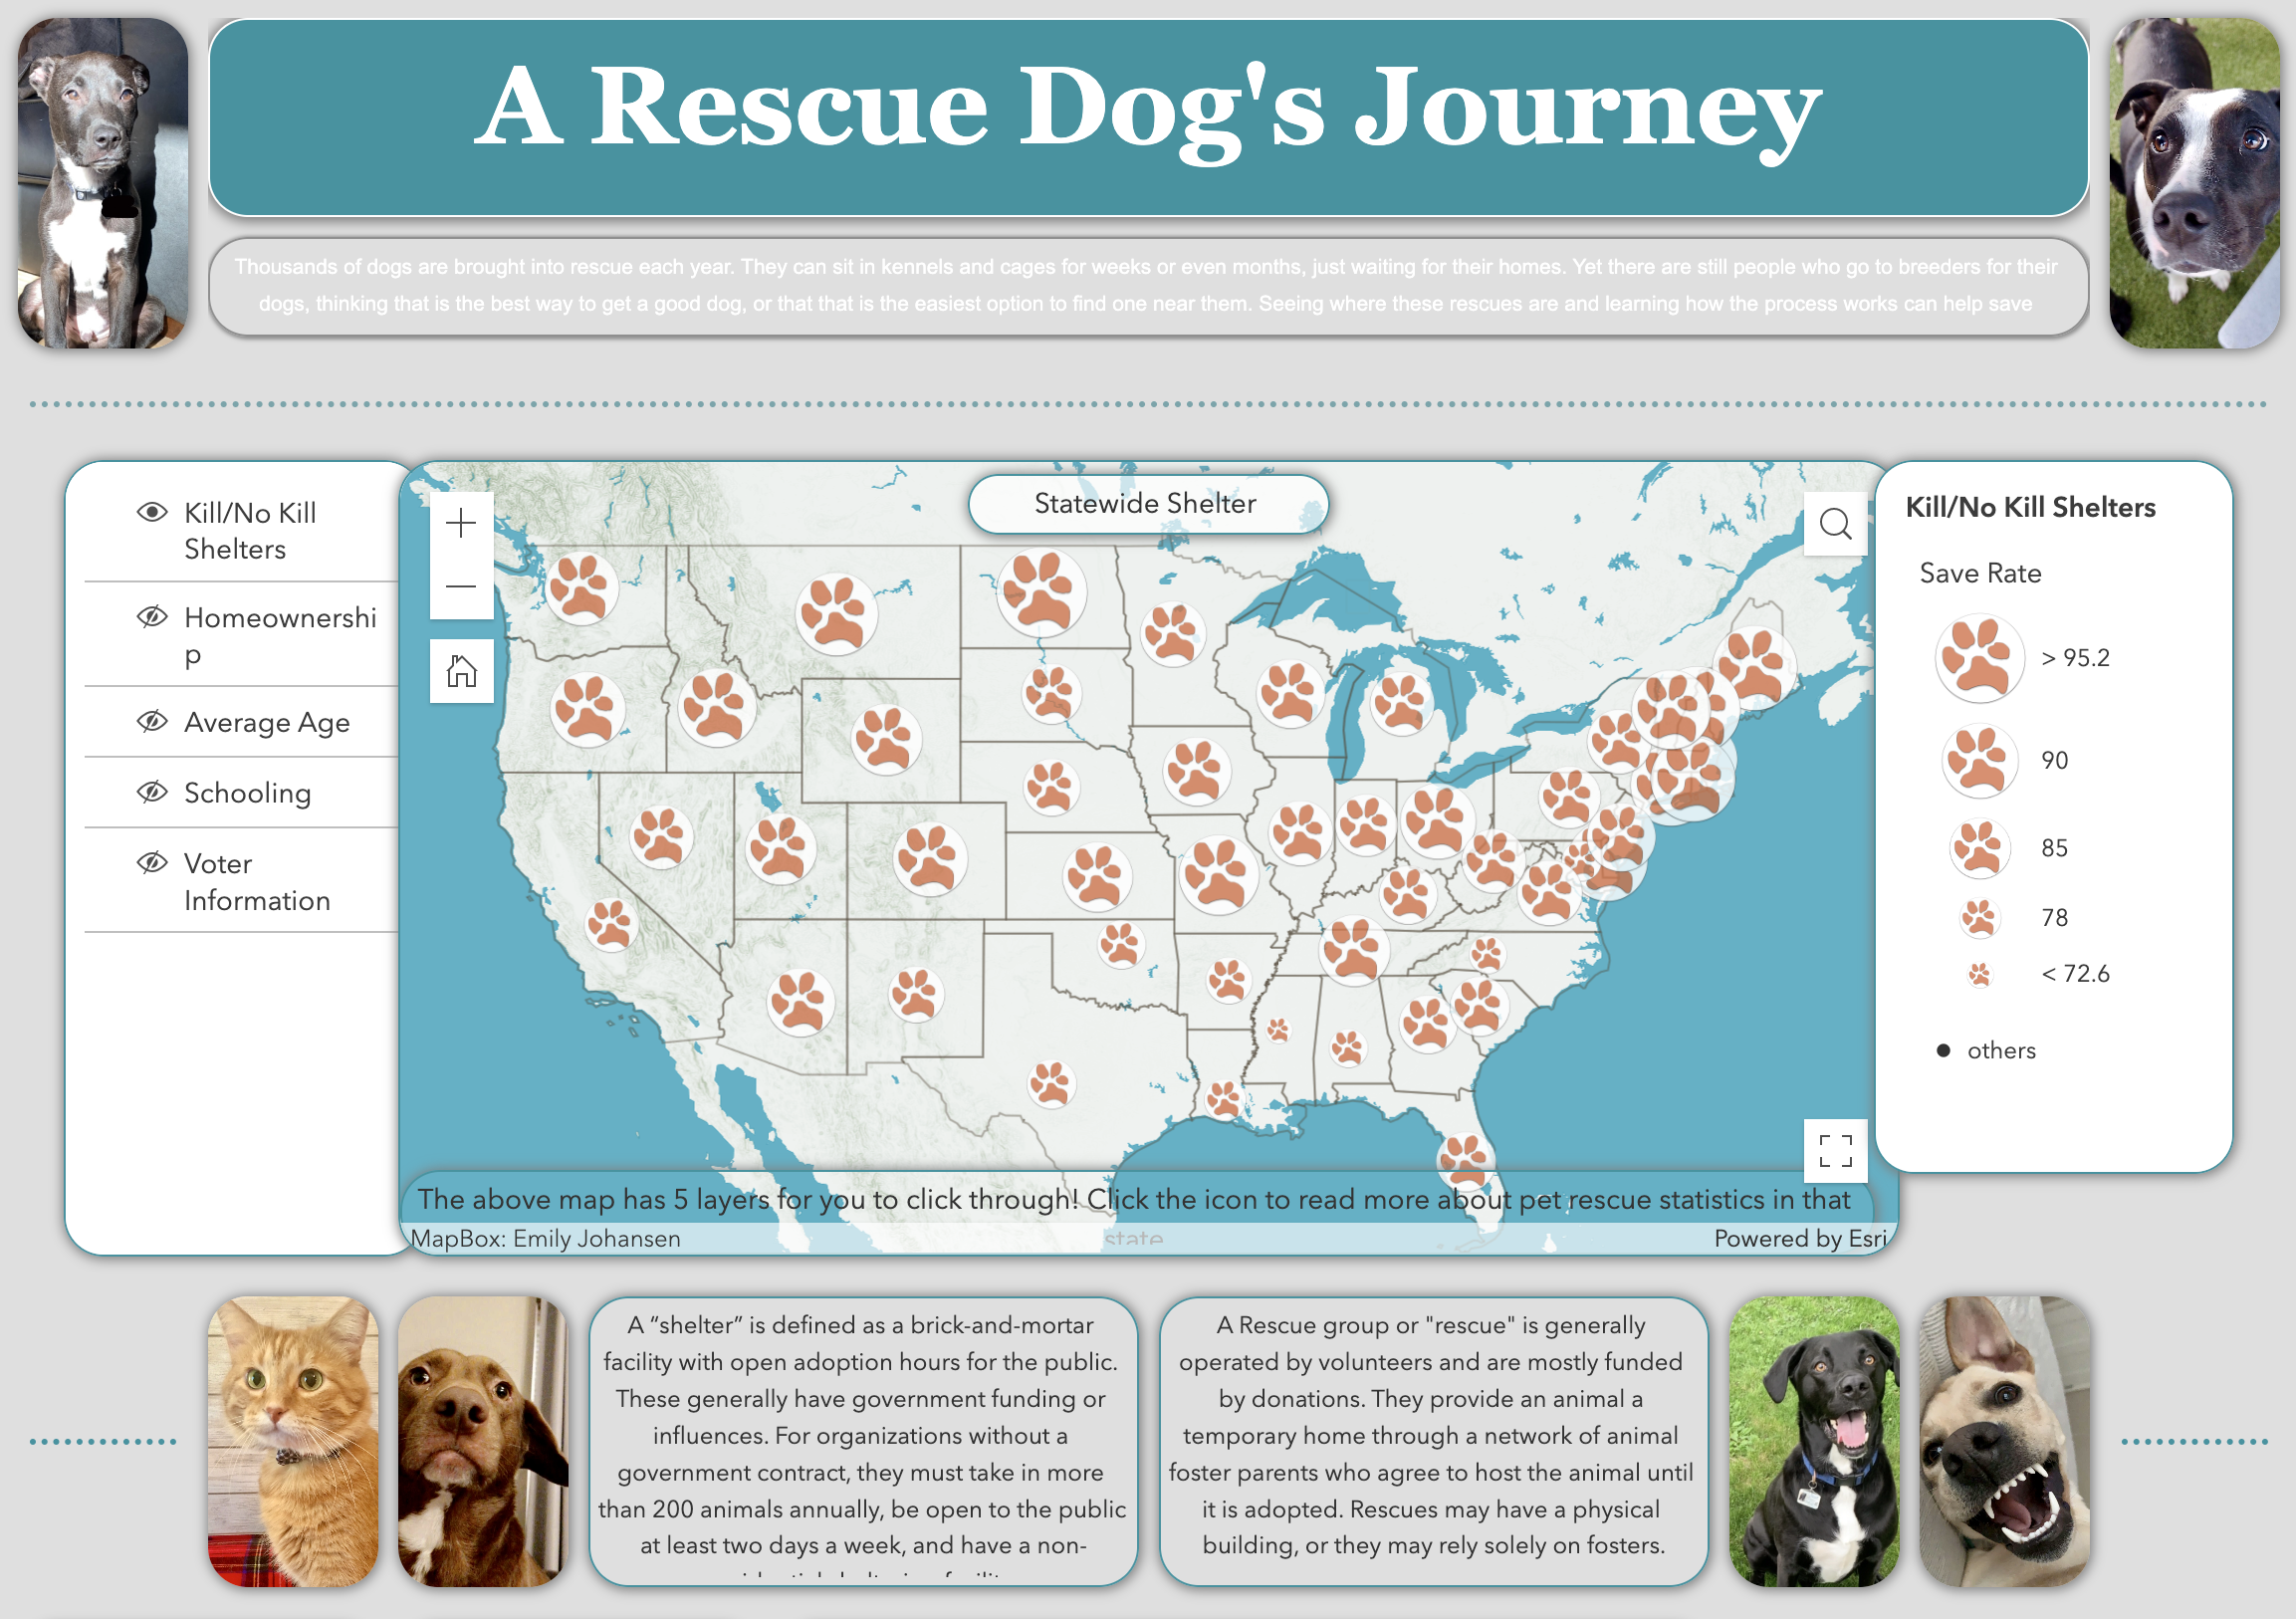 A Rescue Dog's Journey
Thousands of dogs are brought into rescue each year. They can sit in kennels and cages for weeks or even months, just waiting for their homes. Yet there are still people who go to breeders for their
dogs, thinking that is the best way to get a good dog, or that that is the easiest option to find one near them. Seeing where these rescues are and learning how the process works can help save
Kill/No Kill
Shelters
Homeownershi
p
Average Age
Schooling
Voter
Information
Statewide Shelter
Kill/No Kill Shelters
Save Rate
> 95.2
90
85
78
< 72.6
others
The above map has 5 layers for you to click through! Click the icon to read more about pet rescue statistics in that
state
MapBox: Emily Johansen
Powered by Esri
A “shelter” is defined as a brick-and-mortar
facility with open adoption hours for the public.
These generally have government funding or
influences. For organizations without a
government contract, they must take in more
than 200 animals annually, be open to the public
at least two days a week, and have a non-
A Rescue group or "rescue" is generally
operated by volunteers and are mostly funded
by donations. They provide an animal a
temporary home through a network of animal
foster parents who agree to host the animal until
it is adopted. Rescues may have a physical
building, or they may rely solely on fosters.